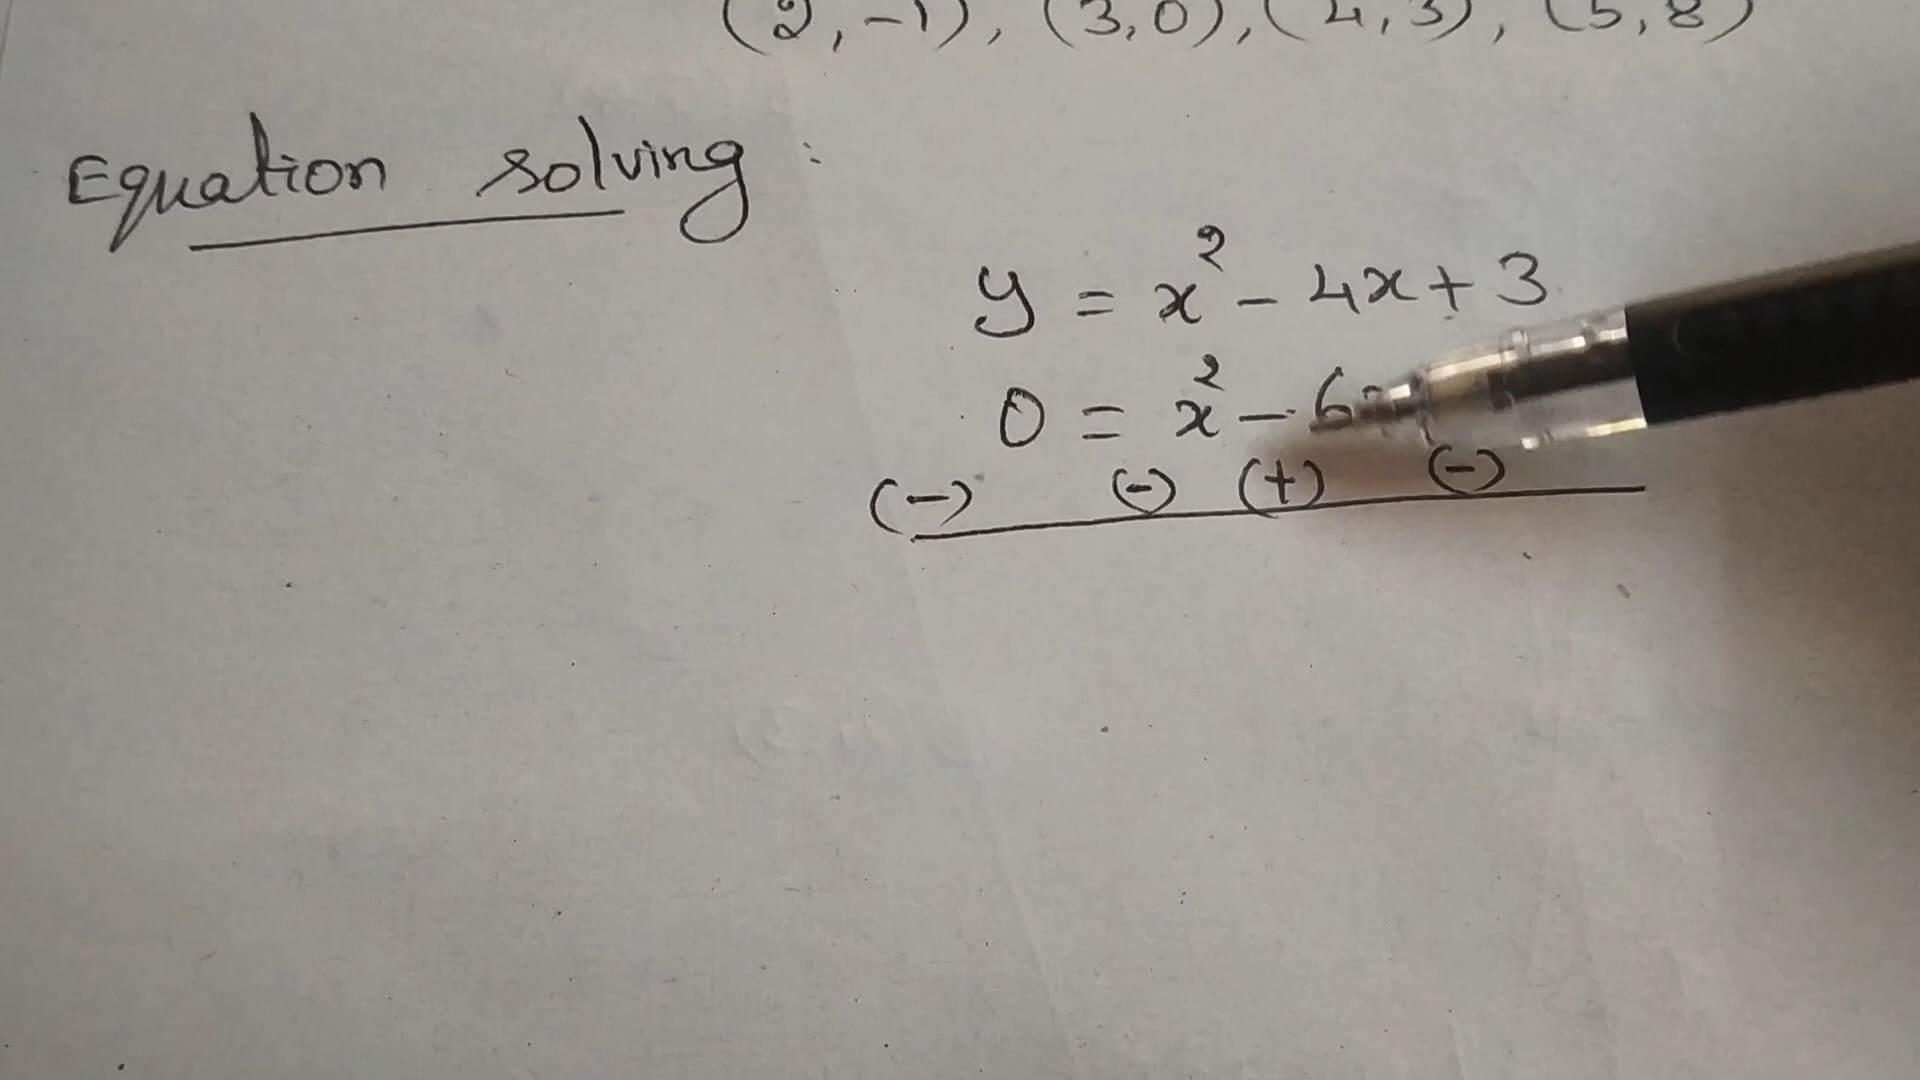 (2,-1), (3,0), (4,3), (5,8)
Equation solving :
y = x² - 4x + 3
0 = x² - 6
(-) (-) (+) (-)